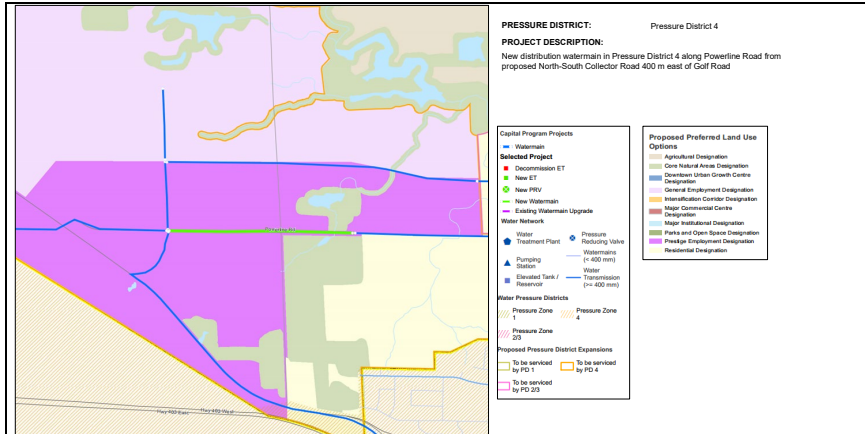 PRESSURE DISTRICT: Pressure District 4
PROJECT DESCRIPTION:
New distribution watermain in Pressure District 4 along Powerline Road from
proposed North-South Collector Road 400 m east of Golf Road
Capital Program Projects
Watermain
Selected Project
Decommission ET
New ET
New PRV
New Watermain
Existing Watermain Upgrade
Water Network
Water
Treatment Plant
Pressure
Reducing Valve
Pumping
Station
Watermains
(< 400 mm)
Elevated Tank /
Reservoir
Water
Transmission
(>= 400 mm)
Water Pressure Districts
Pressure Zone
1
Pressure Zone
4
Pressure Zone
2/3
Proposed Pressure District Expansions
To be serviced
by PD 1
To be serviced
by PD 4
To be serviced
by PD 2/3
Proposed Preferred Land Use
Options
Agricultural Designation
Core Natural Areas Designation
Downtown Urban Growth Centre
Designation
General Employment Designation
Intensification Corridor Designation
Major Commercial Centre
Designation
Major Institutional Designation
Parks and Open Space Designation
Prestige Employment Designation
Residential Designation
Powerline Rd
Hwy 403 East
Hwy 403 West